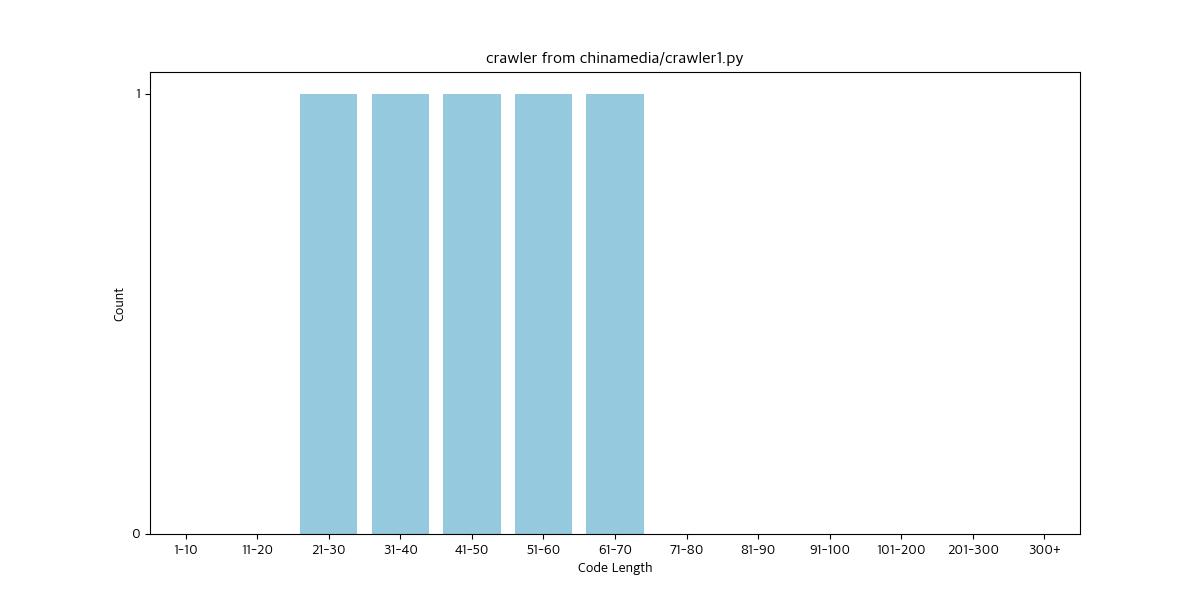 crawler from chinamedia/crawler1.py
1
Count
0
1-10 11-20 21-30 31-40 41-50 51-60 61-70 71-80 81-90 91-100 101-200 201-300 300+
Code Length